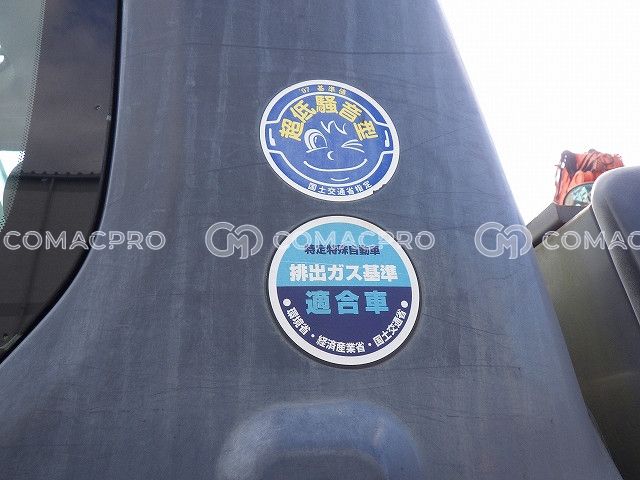 '97 基準値
超低騒音型
国土交通省指定
COMACPRO COMACPRO
特定特殊自動車
排出ガス基準
適合車
●環境省・経済産業省・国土交通省●